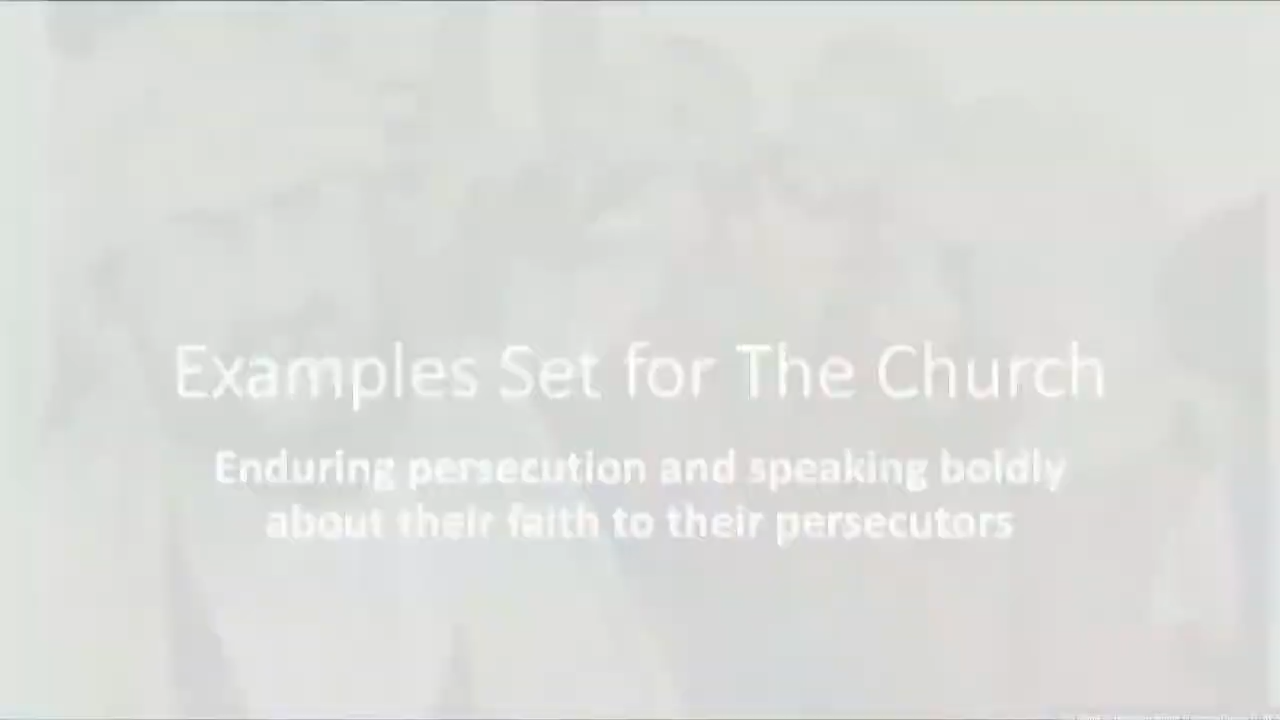 Examples Set for The Church
Enduring persecution and speaking boldly
about their faith to their persecutors